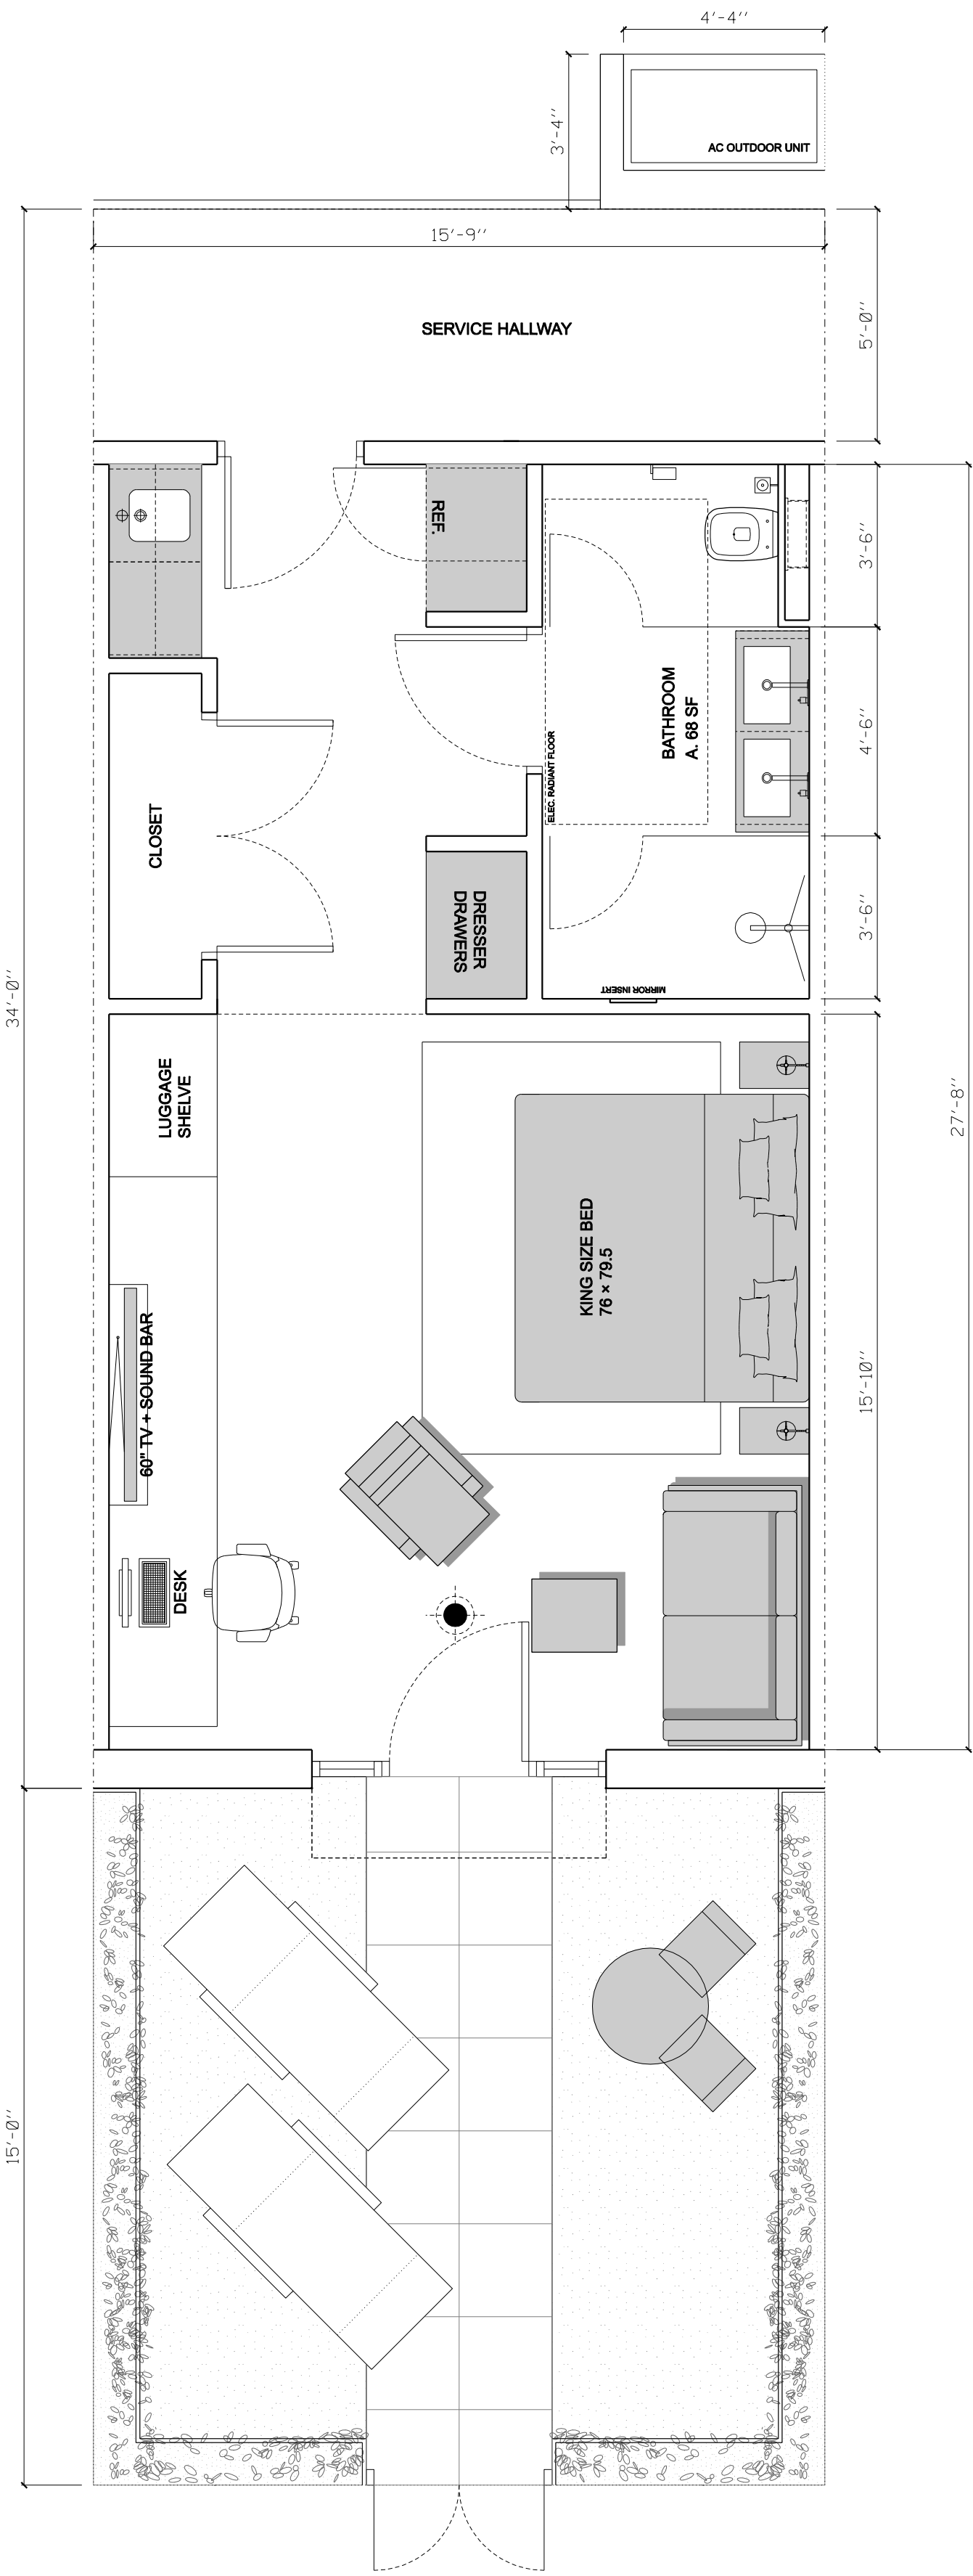 4'-4''
3'-4''
AC OUTDOOR UNIT
15'-9''
SERVICE HALLWAY
5'-0''
REF.
3'-6''
BATHROOM
A. 68 SF
ELEC. RADIANT FLOOR
4'-6''
CLOSET
DRESSER
DRAWERS
3'-6''
MIRROR INSERT
34'-0''
LUGGAGE
SHELVE
27'-8''
KING SIZE BED
76 × 79.5
60" TV + SOUND BAR
15'-10''
DESK
15'-0''